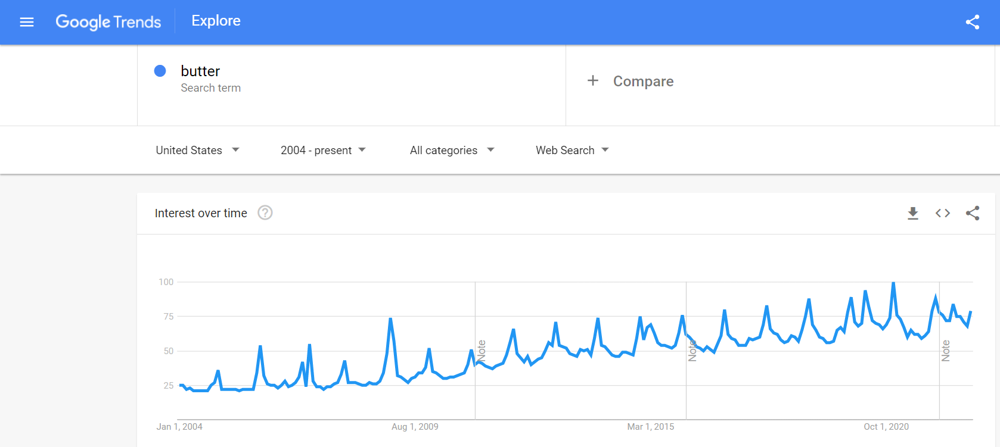 Google Trends Explore
butter
Search term
+ Compare
United States 2004 - present All categories Web Search
Interest over time ?
100
75
50
25
Note Note Note
Jan 1, 2004 Aug 1, 2009 Mar 1, 2015 Oct 1, 2020